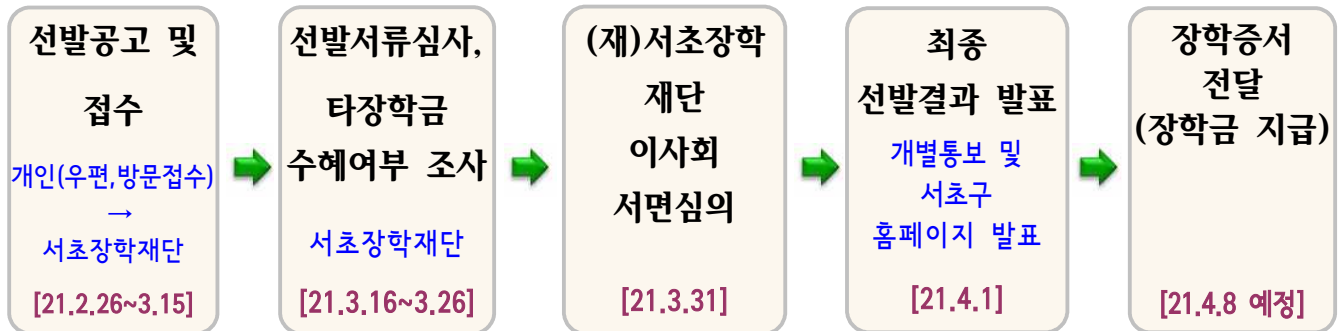 선발공고 및
접수
개인(우편,방문접수)
→
서초장학재단
[21.2.26~3.15]
선발서류심사,
타장학금
수혜여부 조사
서초장학재단
[21.3.16~3.26]
(재)서초장학
재단
이사회
서면심의
[21.3.31]
최종
선발결과 발표
개별통보 및
서초구
홈페이지 발표
[21.4.1]
장학증서
전달
(장학금 지급)
[21.4.8 예정]